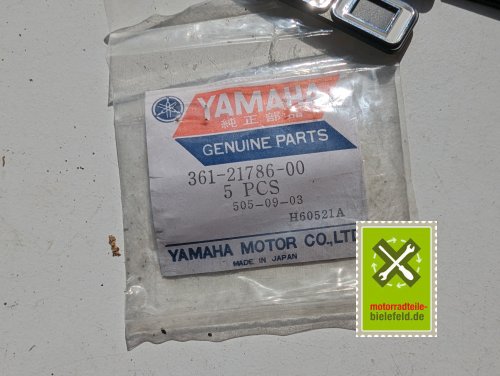 YAMAHA
純正部品
GENUINE PARTS
361-21786-00
5 PCS
505-09-03
H60521A
YAMAHA MOTOR CO.,LTD
MADE IN JAPAN
motorradteile-
bielefeld.de